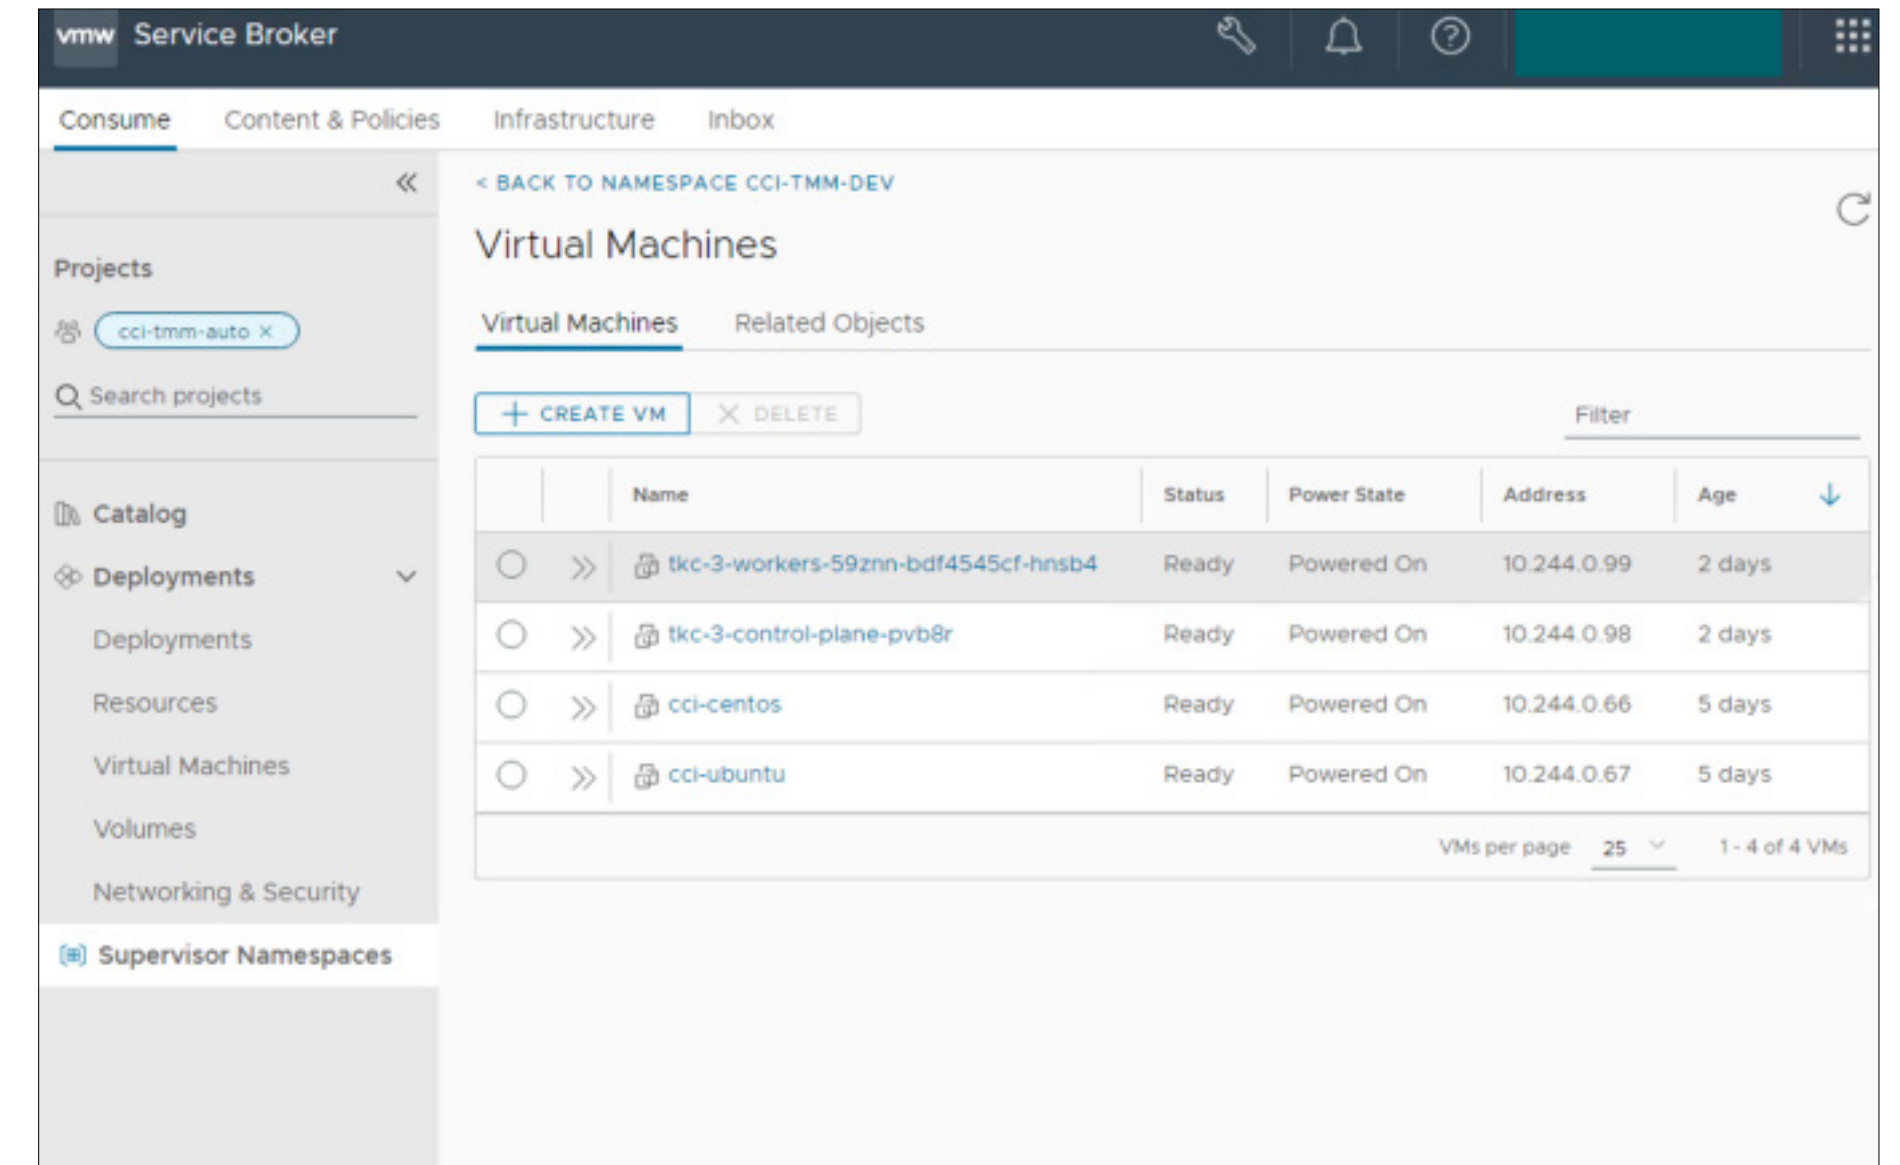 vmw Service Broker
Consume Content & Policies Infrastructure Inbox
< BACK TO NAMESPACE CCI-TMM-DEV
Virtual Machines
Projects
cci-tmm-auto ×
Search projects
Virtual Machines Related Objects
+ CREATE VM × DELETE
Filter
Name Status Power State Address Age
tkc-3-workers-59znn-bdf4545cf-hnsb4 Ready Powered On 10.244.0.99 2 days
tkc-3-control-plane-pvb8r Ready Powered On 10.244.0.98 2 days
cci-centos Ready Powered On 10.244.0.66 5 days
cci-ubuntu Ready Powered On 10.244.0.67 5 days
VMs per page 25 1 - 4 of 4 VMs
Catalog
Deployments
Deployments
Resources
Virtual Machines
Volumes
Networking & Security
Supervisor Namespaces